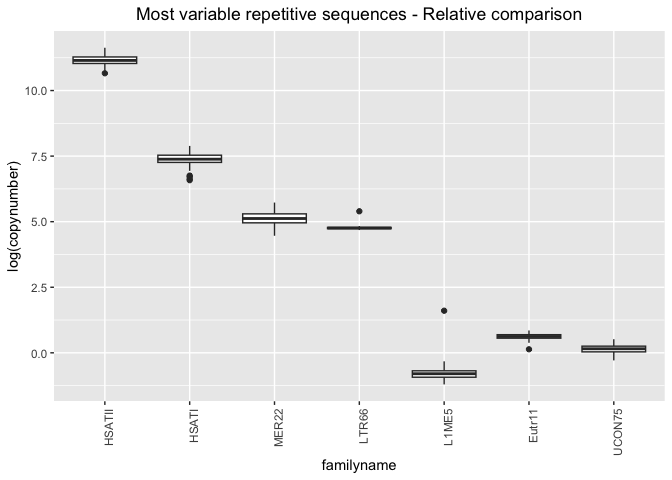 Most variable repetitive sequences - Relative comparison
log(copynumber)
10.0
7.5
5.0
2.5
0.0
HSATII
HSATI
MER22
LTR66
L1ME5
Eutr11
UCON75
familyname